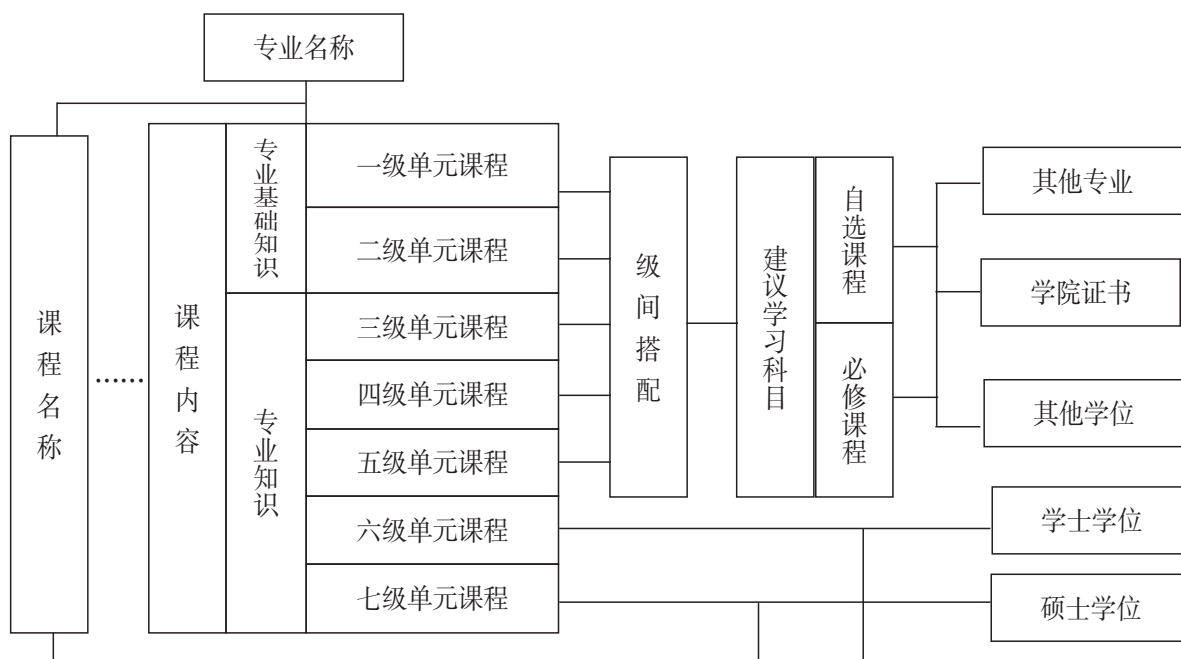 专业名称
课程名称
……
课程内容
专业基础知识
专业知识
一级单元课程
二级单元课程
三级单元课程
四级单元课程
五级单元课程
六级单元课程
七级单元课程
级间搭配
建议学习科目
自选课程
必修课程
其他专业
学院证书
其他学位
学士学位
硕士学位